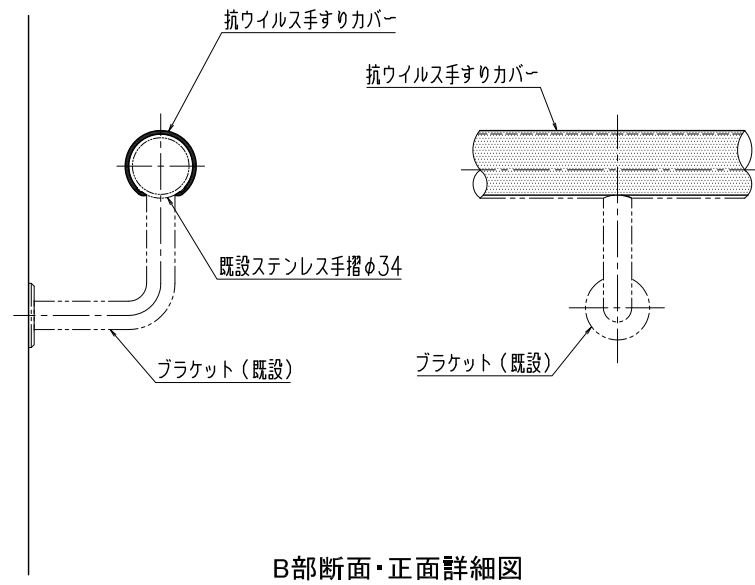 抗ウイルス手すりカバー
抗ウイルス手すりカバー
既設ステンレス手摺φ34
ブラケット（既設）
ブラケット（既設）
B部断面・正面詳細図